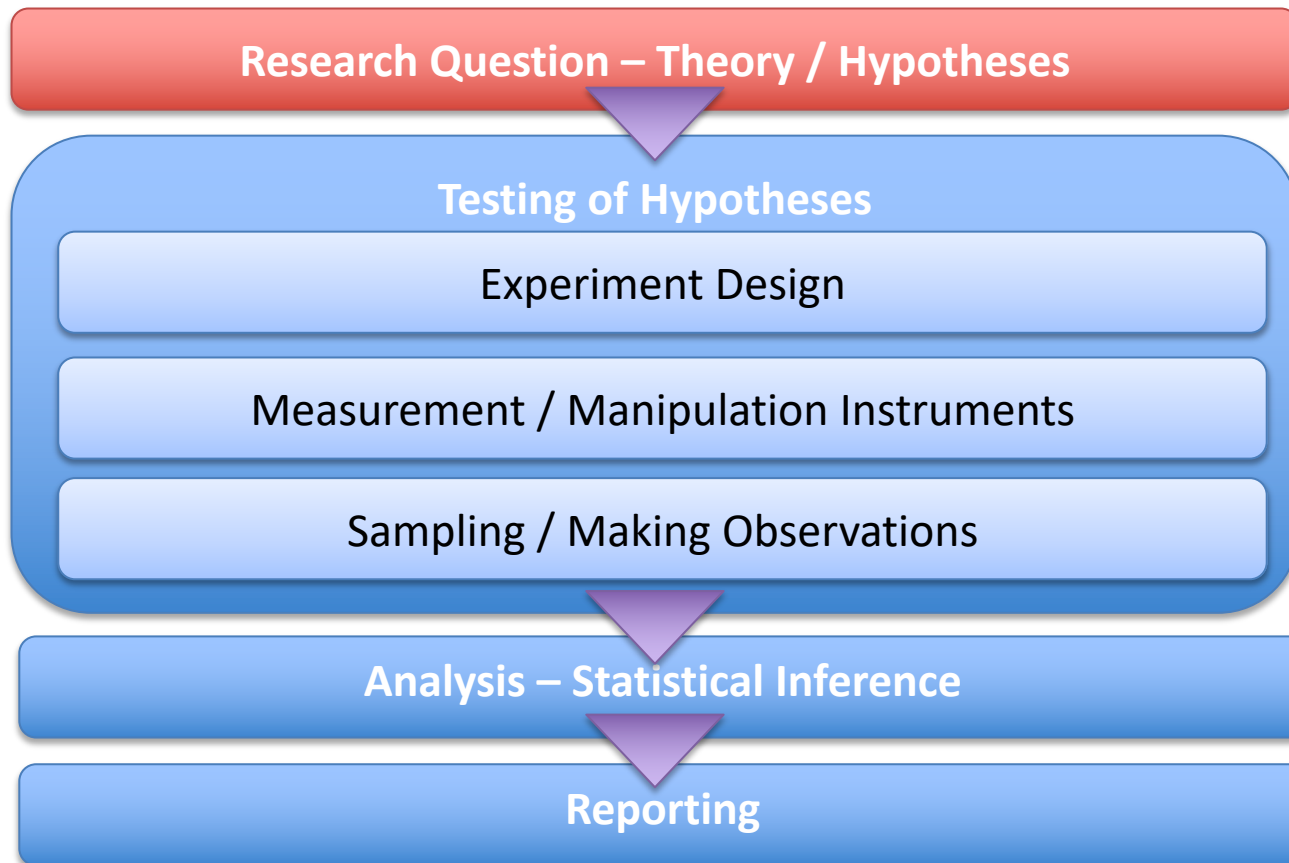 Research Question – Theory / Hypotheses
Testing of Hypotheses
Experiment Design
Measurement / Manipulation Instruments
Sampling / Making Observations
Analysis – Statistical Inference
Reporting